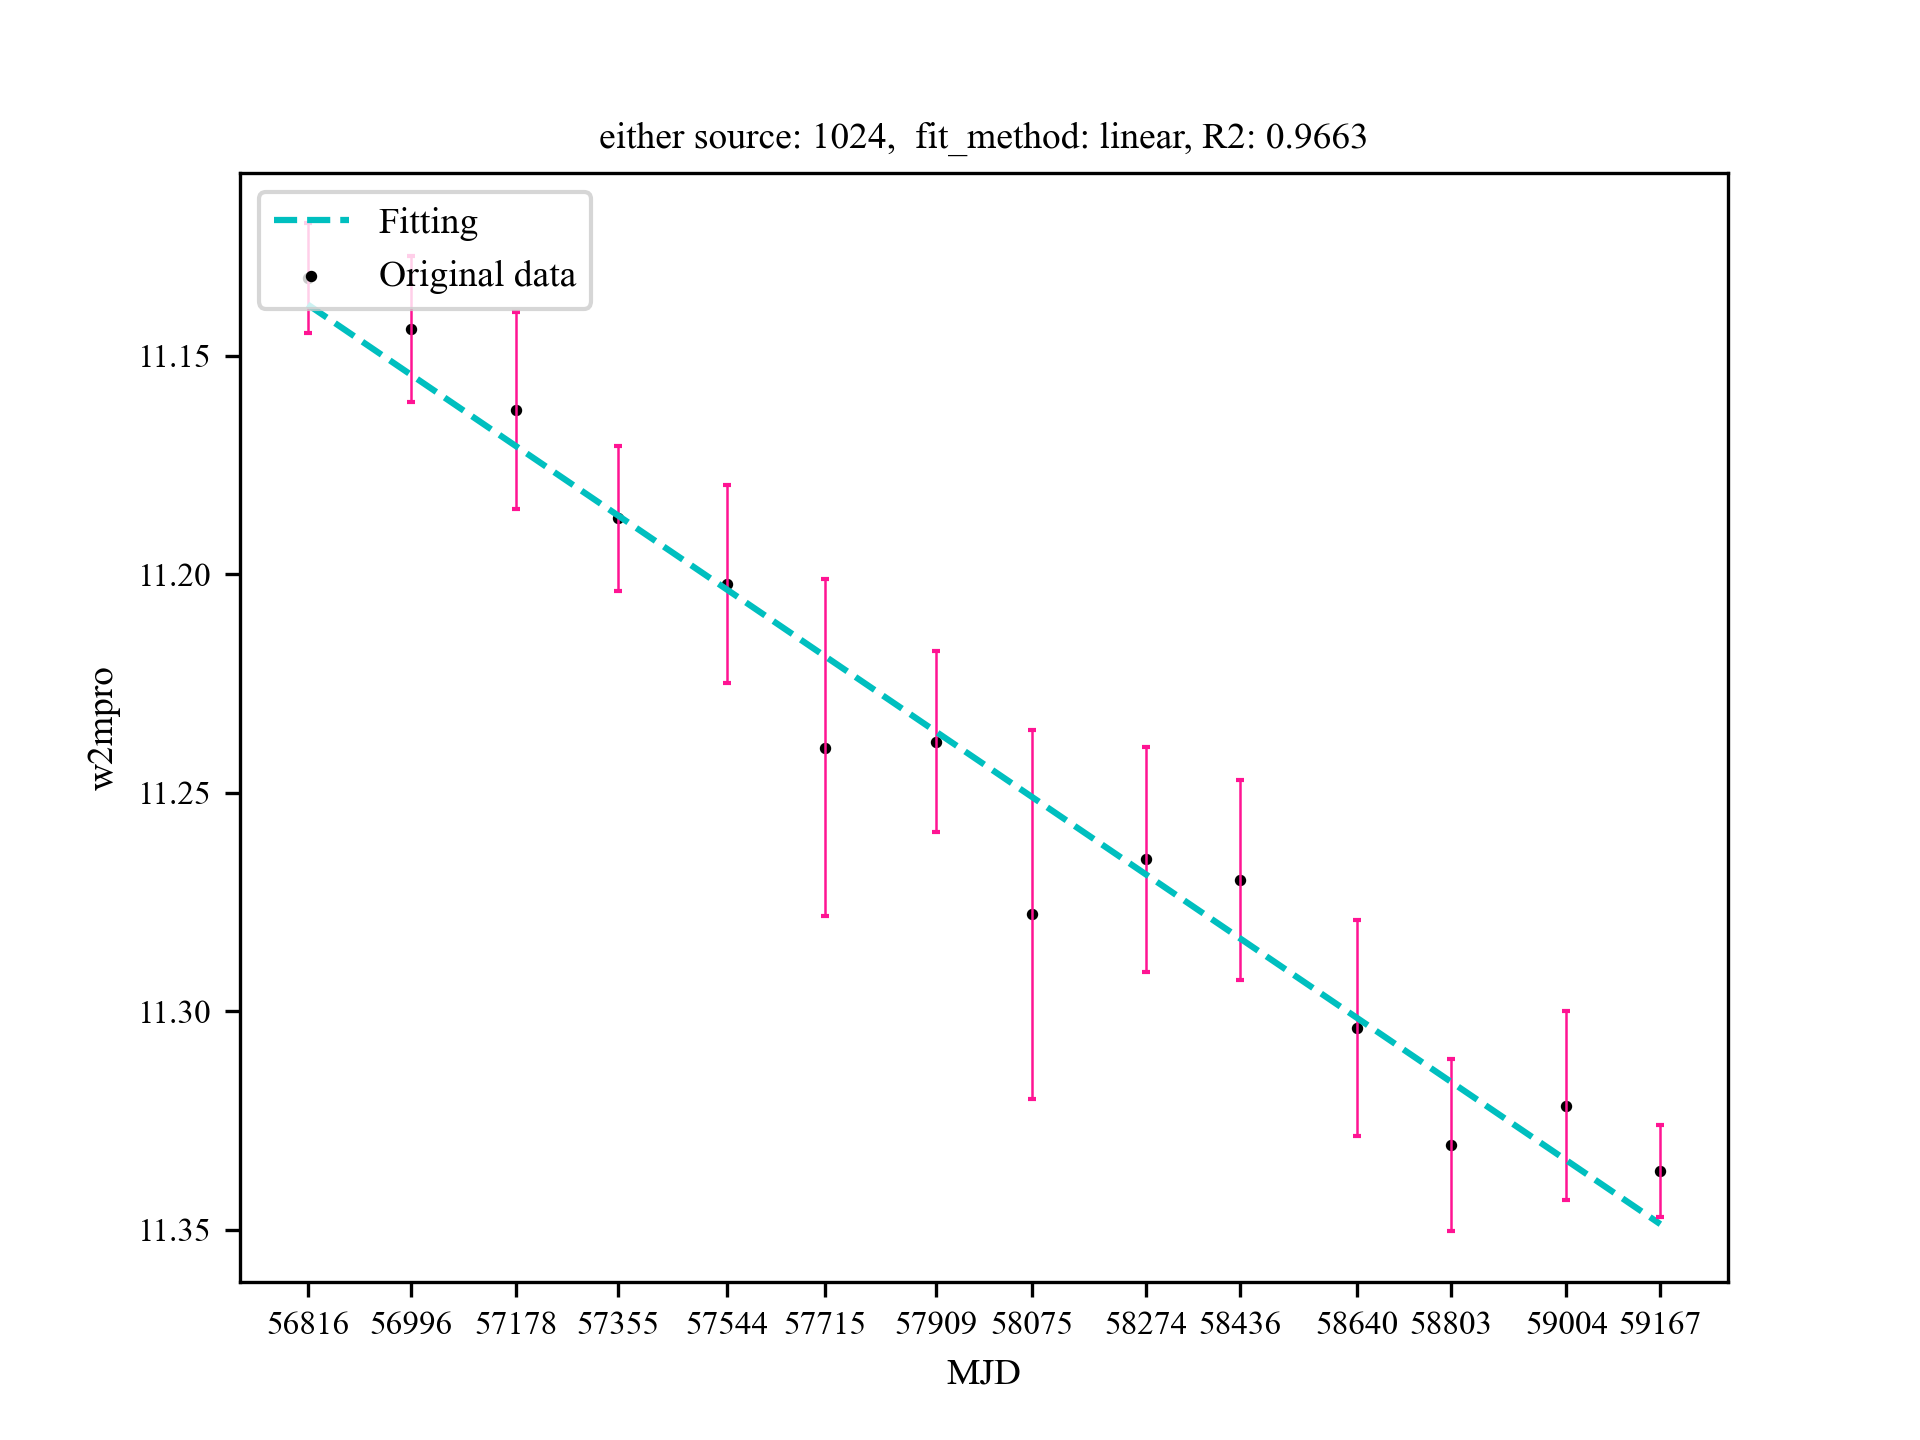 either source: 1024,  fit_method: linear, R2: 0.9663
Fitting
Original data
11.15
11.20
11.25
11.30
11.35
w2mpro
56816 56996 57178 57355 57544 57715 57909 58075 58274 58436 58640 58803 59004 59167
MJD